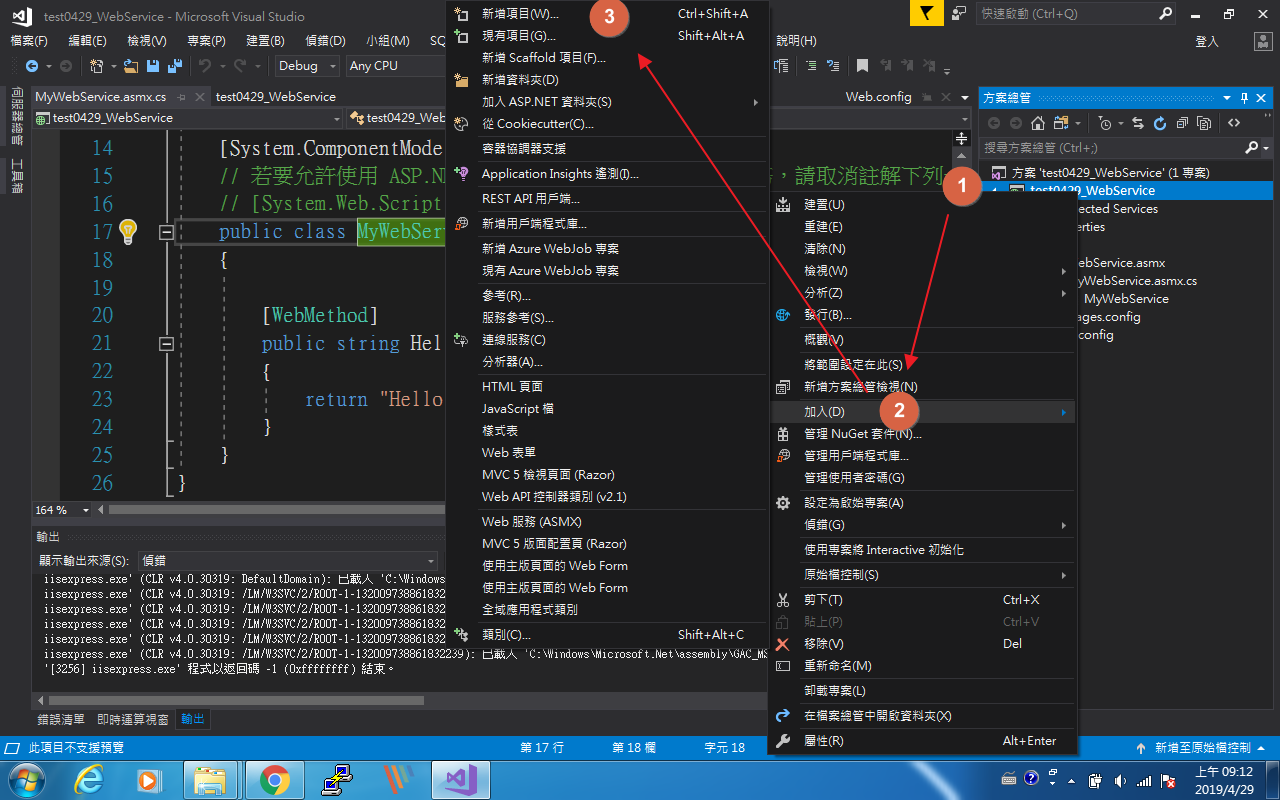 test0429_WebService - Microsoft Visual Studio
快速啟動 (Ctrl+Q)
檔案(F) 編輯(E) 檢視(V) 專案(P) 建置(B) 偵錯(D) 小組(M) SQ
說明(H)
登入
Debug
Any CPU
伺服器總管
工具箱
MyWebService.asmx.cs
test0429_WebService
Web.config
test0429_WebService
test0429_Web
14 [System.ComponentMode
15 // 若要允許使用 ASP.NE
，請取消註解下列
16 // [System.Web.Script
17 public class MyWebSer
18 {
19
20 [WebMethod]
21 public string Hel
22 {
23 return "Hello
24 }
25 }
26 }
164 %
輸出
顯示輸出來源(S): 偵錯
iisexpress.exe' (CLR v4.0.30319: DefaultDomain): 已載入 'C:\Windows
iisexpress.exe' (CLR v4.0.30319: /LM/W3SVC/2/ROOT-1-132009738861832
iisexpress.exe' (CLR v4.0.30319: /LM/W3SVC/2/ROOT-1-132009738861832
iisexpress.exe' (CLR v4.0.30319: /LM/W3SVC/2/ROOT-1-132009738861832
iisexpress.exe' (CLR v4.0.30319: /LM/W3SVC/2/ROOT-1-132009738861832
iisexpress.exe' (CLR v4.0.30319: /LM/W3SVC/2/ROOT-1-132009738861832239): 已載入 'C:\Windows\Microsoft.Net\assembly\GAC_MS
'[3256] iisexpress.exe' 程式以返回碼 -1 (0xffffffff) 結束。
錯誤清單 即時運算視窗 輸出
此項目不支援預覽
第 17 行
第 18 欄
字元 18
新增至原始檔控制
新增項目(W)... Ctrl+Shift+A
3
現有項目(G)... Shift+Alt+A
新增 Scaffold 項目(F)...
新增資料夾(D)
加入 ASP.NET 資料夾(S)
從 Cookiecutter(C)...
容器協調器支援
Application Insights 遙測(I)...
REST API 用戶端...
新增用戶端程式庫...
新增 Azure WebJob 專案
現有 Azure WebJob 專案
參考(R)...
服務參考(S)...
連線服務(C)
分析器(A)...
HTML 頁面
JavaScript 檔
樣式表
Web 表單
MVC 5 檢視頁面 (Razor)
Web API 控制器類別 (v2.1)
Web 服務 (ASMX)
MVC 5 版面配置頁 (Razor)
使用主版頁面的 Web Form
使用主版頁面的 Web Form
全域應用程式類別
類別(C)... Shift+Alt+C
方案總管
搜尋方案總管 (Ctrl+;)
方案 'test0429_WebService' (1 專案)
1
test0429_WebService
ected Services
erties
ebService.asmx
yWebService.asmx.cs
MyWebService
ages.config
config
建置(U)
重建(E)
清除(N)
檢視(W)
分析(Z)
發行(B)...
概觀(V)
將範圍設定在此(S)
新增方案總管檢視(N)
加入(D)
2
管理 NuGet 套件(N)...
管理用戶端程式庫...
管理使用者密碼(G)
設定為啟始專案(A)
偵錯(G)
使用專案將 Interactive 初始化
原始檔控制(S)
剪下(T) Ctrl+X
貼上(P) Ctrl+V
移除(V) Del
重新命名(M)
卸載專案(L)
在檔案總管中開啟資料夾(X)
屬性(R) Alt+Enter
上午 09:12
2019/4/29